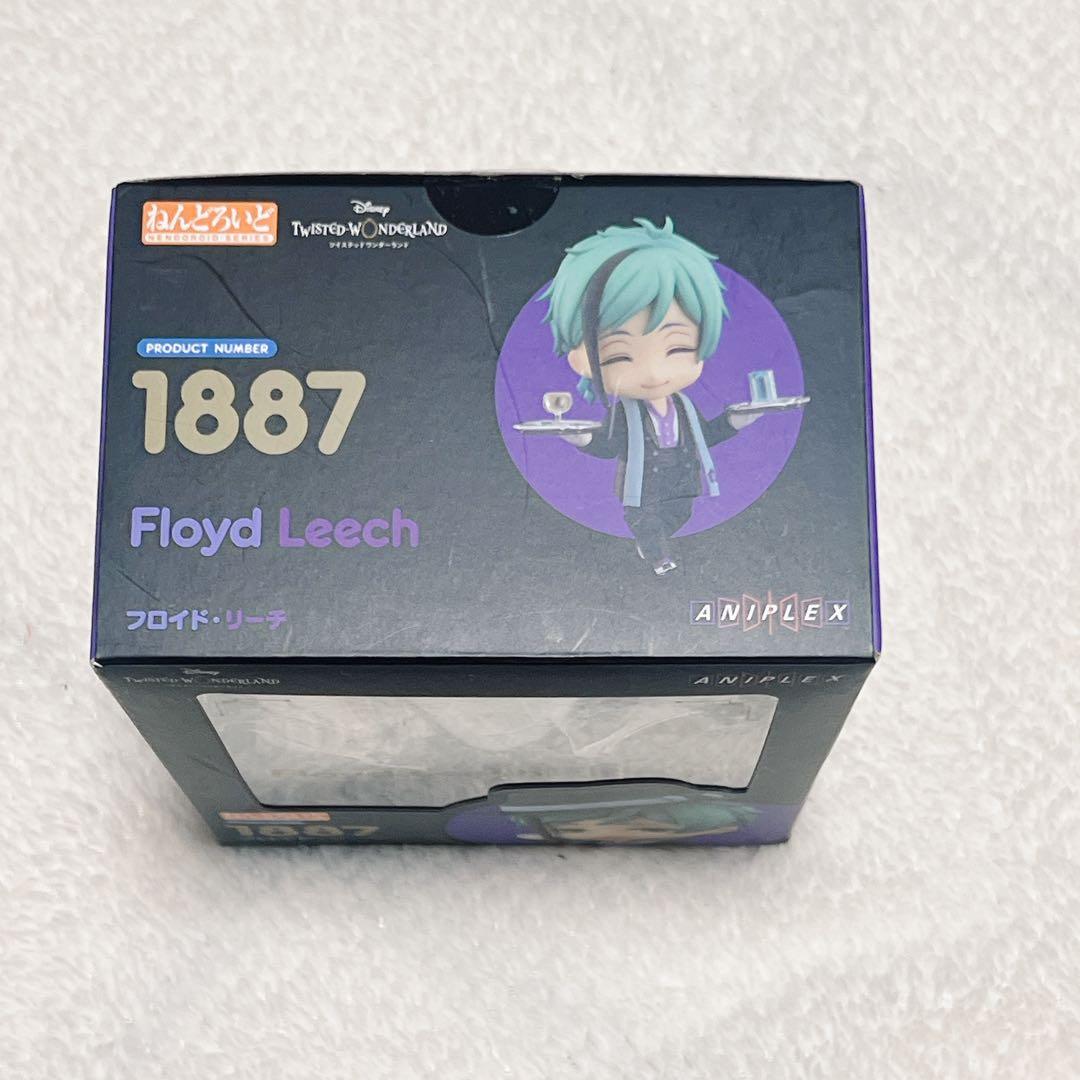 ねんどろいど
NENDOROID SERIES
Disney
TWISTED-WONDERLAND
ツイステッドワンダーランド
PRODUCT NUMBER
1887
Floyd Leech
フロイド・リーチ
ANIPLEX
Disney
TWISTED-WONDERLAND
ANIPLEX
1887